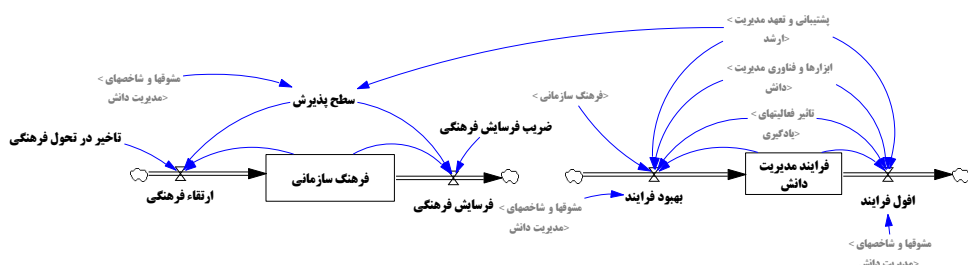 <پشتیبانی و تعهد مدیریت
ارشد>
<مشوقها و شاخصهای
مدیریت دانش>
سطح پذیرش
<ابزارها و فناوری مدیریت
دانش>
<فرهنگ سازمانی>
<تاثیر فعالیتهای
یادگیری>
تاخیر در تحول فرهنگی
ضریب فرسایش فرهنگی
فرهنگ سازمانی
فرایند مدیریت
دانش
ارتقاء فرهنگی
فرسایش فرهنگی
بهبود فرایند
افول فرایند
<مشوقها و شاخصهای
مدیریت دانش>
<مشوقها و شاخصهای
مدیریت دانش>